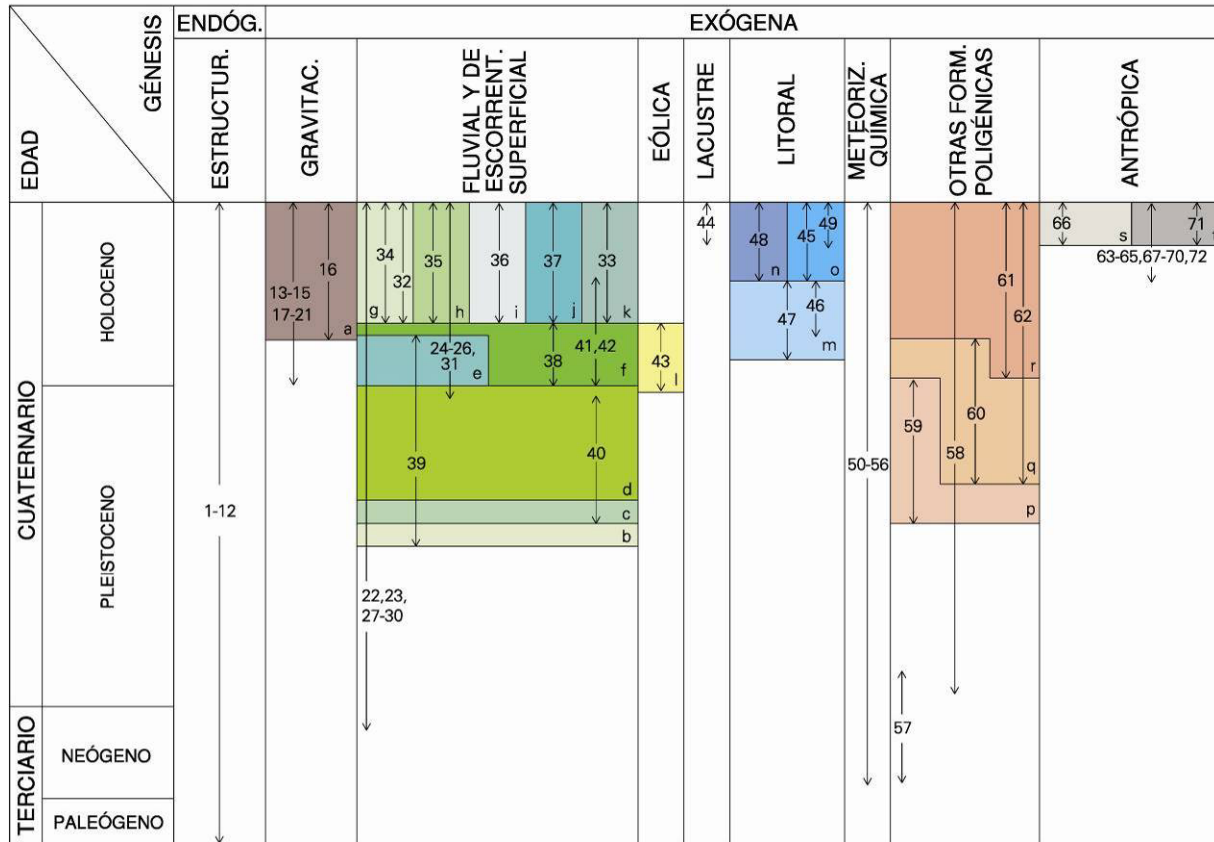 ENDÓG.
EXÓGENA
GÉNESIS
EDAD
ESTRUCTUR.
GRAVITAC.
FLUVIAL Y DE
ESCORRENT.
SUPERFICIAL
EÓLICA
LACUSTRE
LITORAL
METEORIZ.
QUÍMICA
OTRAS FORM.
POLIGÉNICAS
ANTRÓPICA
CUATERNARIO
HOLOCENO
PLEISTOCENO
TERCIARIO
NEÓGENO
PALEÓGENO
1-12
13-15
17-21
16
a
34
32
g
35
h
36
i
37
j
33
k
24-26,
31
e
38
41,42
f
39
40
d
c
b
22,23,
27-30
43
l
44
48
n
45
49
o
47
46
m
50-56
61
62
r
59
60
58
q
p
57
66
s
71
63-65,67-70,72